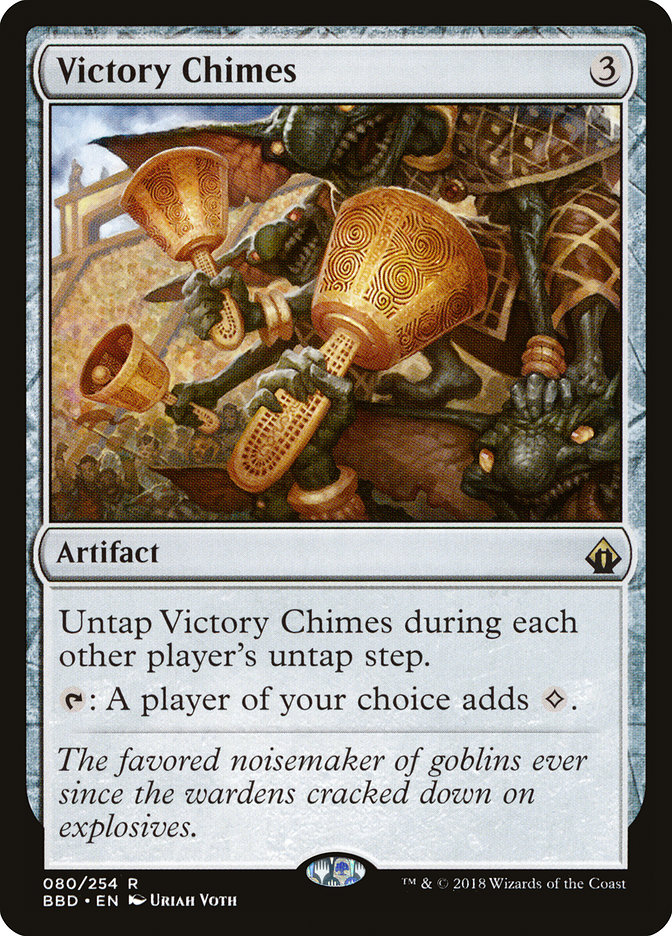 Victory Chimes 3
Artifact
Untap Victory Chimes during each
other player's untap step.
: A player of your choice adds .
The favored noisemaker of goblins ever
since the wardens cracked down on
explosives.
080/254 R
™ & © 2018 Wizards of the Coast
BBD • EN Uriah Voth